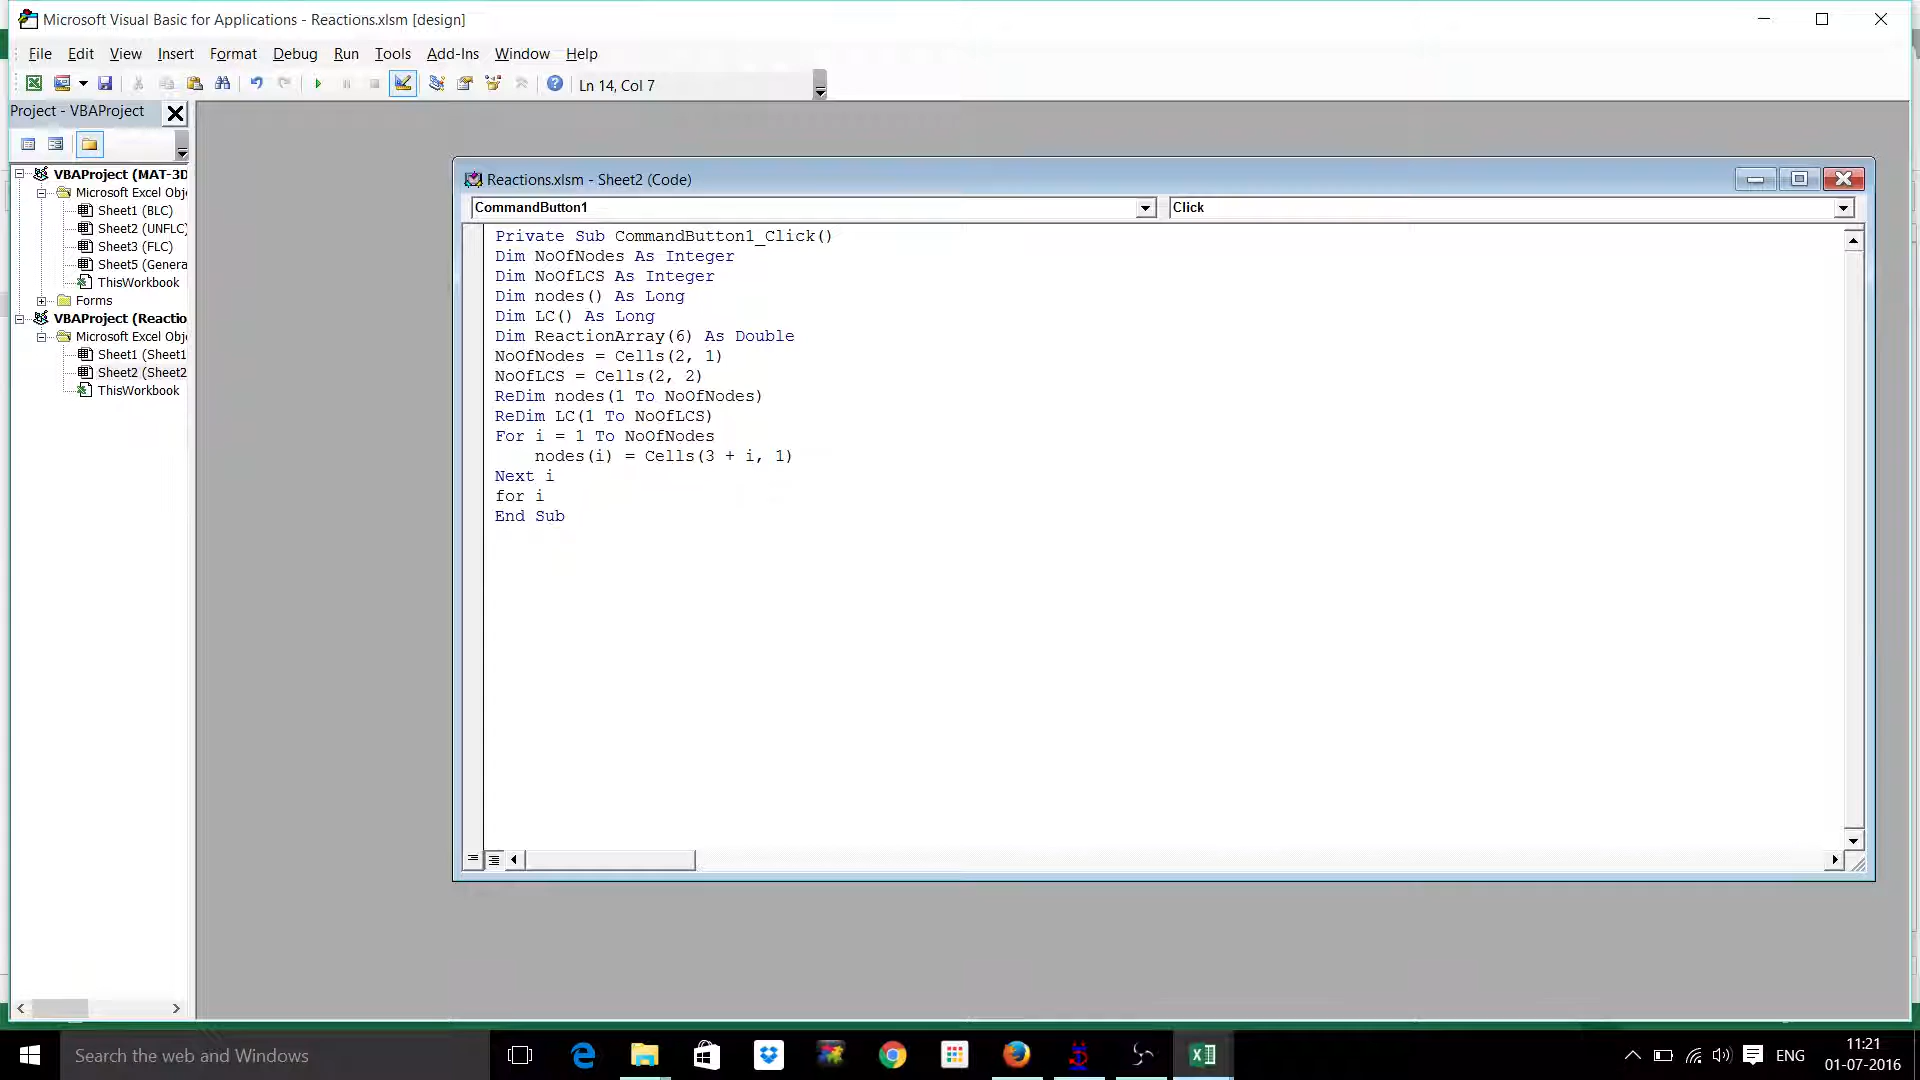 Microsoft Visual Basic for Applications - Reactions.xlsm [design]
File Edit View Insert Format Debug Run Tools Add-Ins Window Help
Ln 14, Col 7
Project - VBAProject
VBAProject (MAT-3D
Microsoft Excel Obj
Sheet1 (BLC)
Sheet2 (UNFLC)
Sheet3 (FLC)
Sheet5 (Genera
ThisWorkbook
Forms
VBAProject (Reactio
Microsoft Excel Obj
Sheet1 (Sheet1
Sheet2 (Sheet2
ThisWorkbook
Reactions.xlsm - Sheet2 (Code)
CommandButton1 Click
Private Sub CommandButton1_Click()
Dim NoOfNodes As Integer
Dim NoOfLCS As Integer
Dim nodes() As Long
Dim LC() As Long
Dim ReactionArray(6) As Double
NoOfNodes = Cells(2, 1)
NoOfLCS = Cells(2, 2)
ReDim nodes(1 To NoOfNodes)
ReDim LC(1 To NoOfLCS)
For i = 1 To NoOfNodes
    nodes(i) = Cells(3 + i, 1)
Next i
for i
End Sub
Search the web and Windows
ENG
11:21
01-07-2016